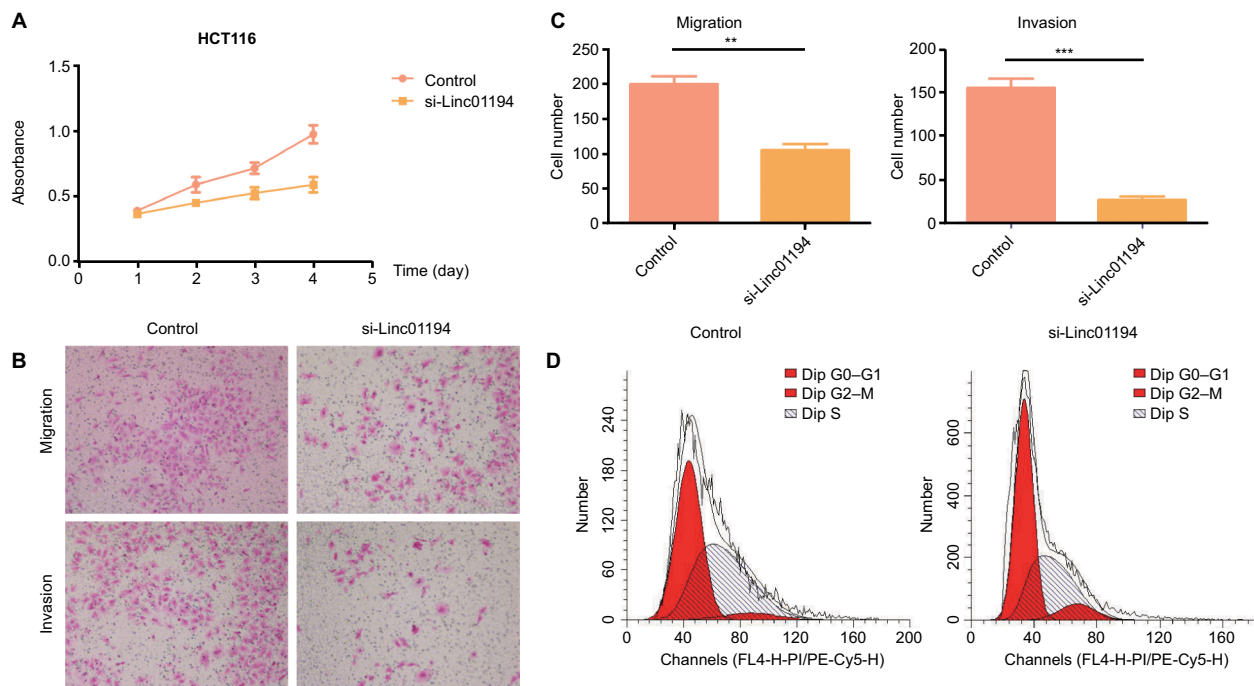 A
HCT116
1.5
1.0
0.5
0.0
Absorbance
0
1
2
3
4
5
Time (day)
Control
si-Linc01194
B
Control
si-Linc01194
Migration
Invasion
C
Migration
**
250
200
150
100
50
0
Cell number
Control
si-Linc01194
Invasion
***
200
150
100
50
0
Cell number
Control
si-Linc01194
D
Control
Dip G0–G1
Dip G2–M
Dip S
240
180
120
60
0
Number
0
40
80
120
160
200
Channels (FL4-H-PI/PE-Cy5-H)
si-Linc01194
Dip G0–G1
Dip G2–M
Dip S
600
400
200
0
Number
0
40
80
120
160
Channels (FL4-H-PI/PE-Cy5-H)